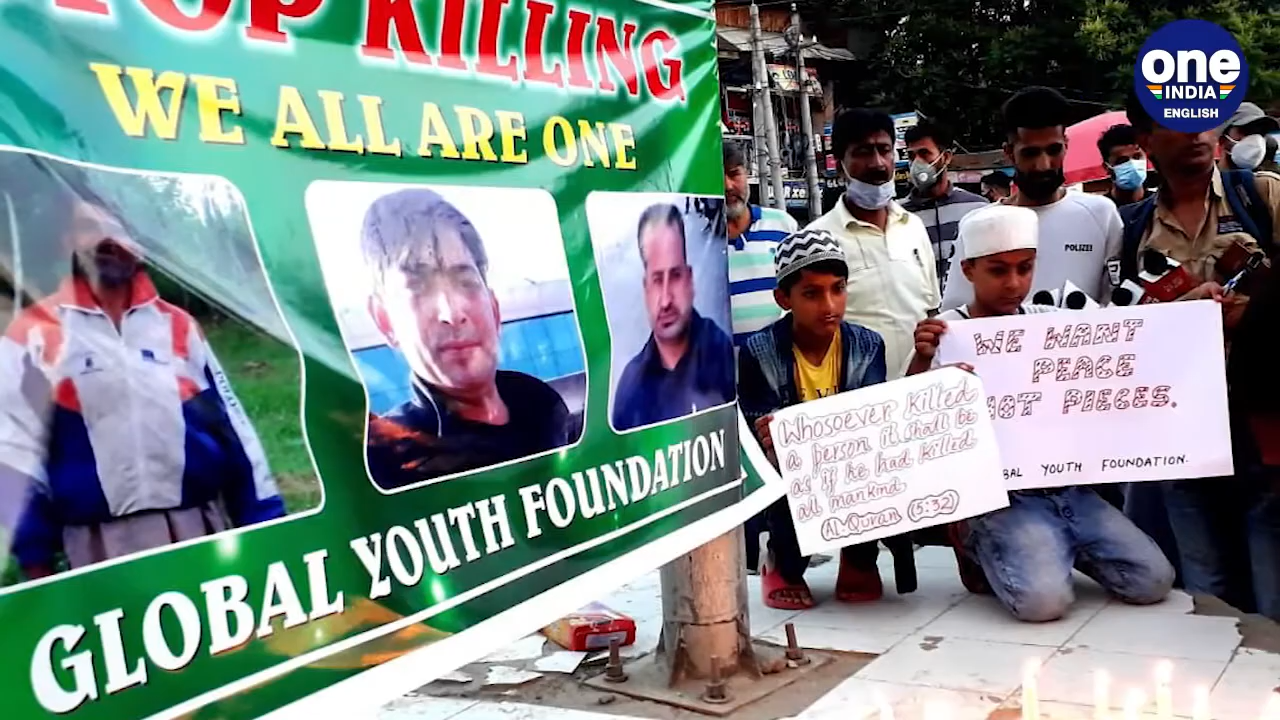 TOP KILLING
WE ALL ARE ONE
GLOBAL YOUTH FOUNDATION
one
INDIA
ENGLISH
POLIZEI
Whosoever Killed
a person it shall be
as if he had killed
all mankind
Al-Quran (5:32)
WE WANT
PEACE
NOT PIECES.
BAL YOUTH FOUNDATION.